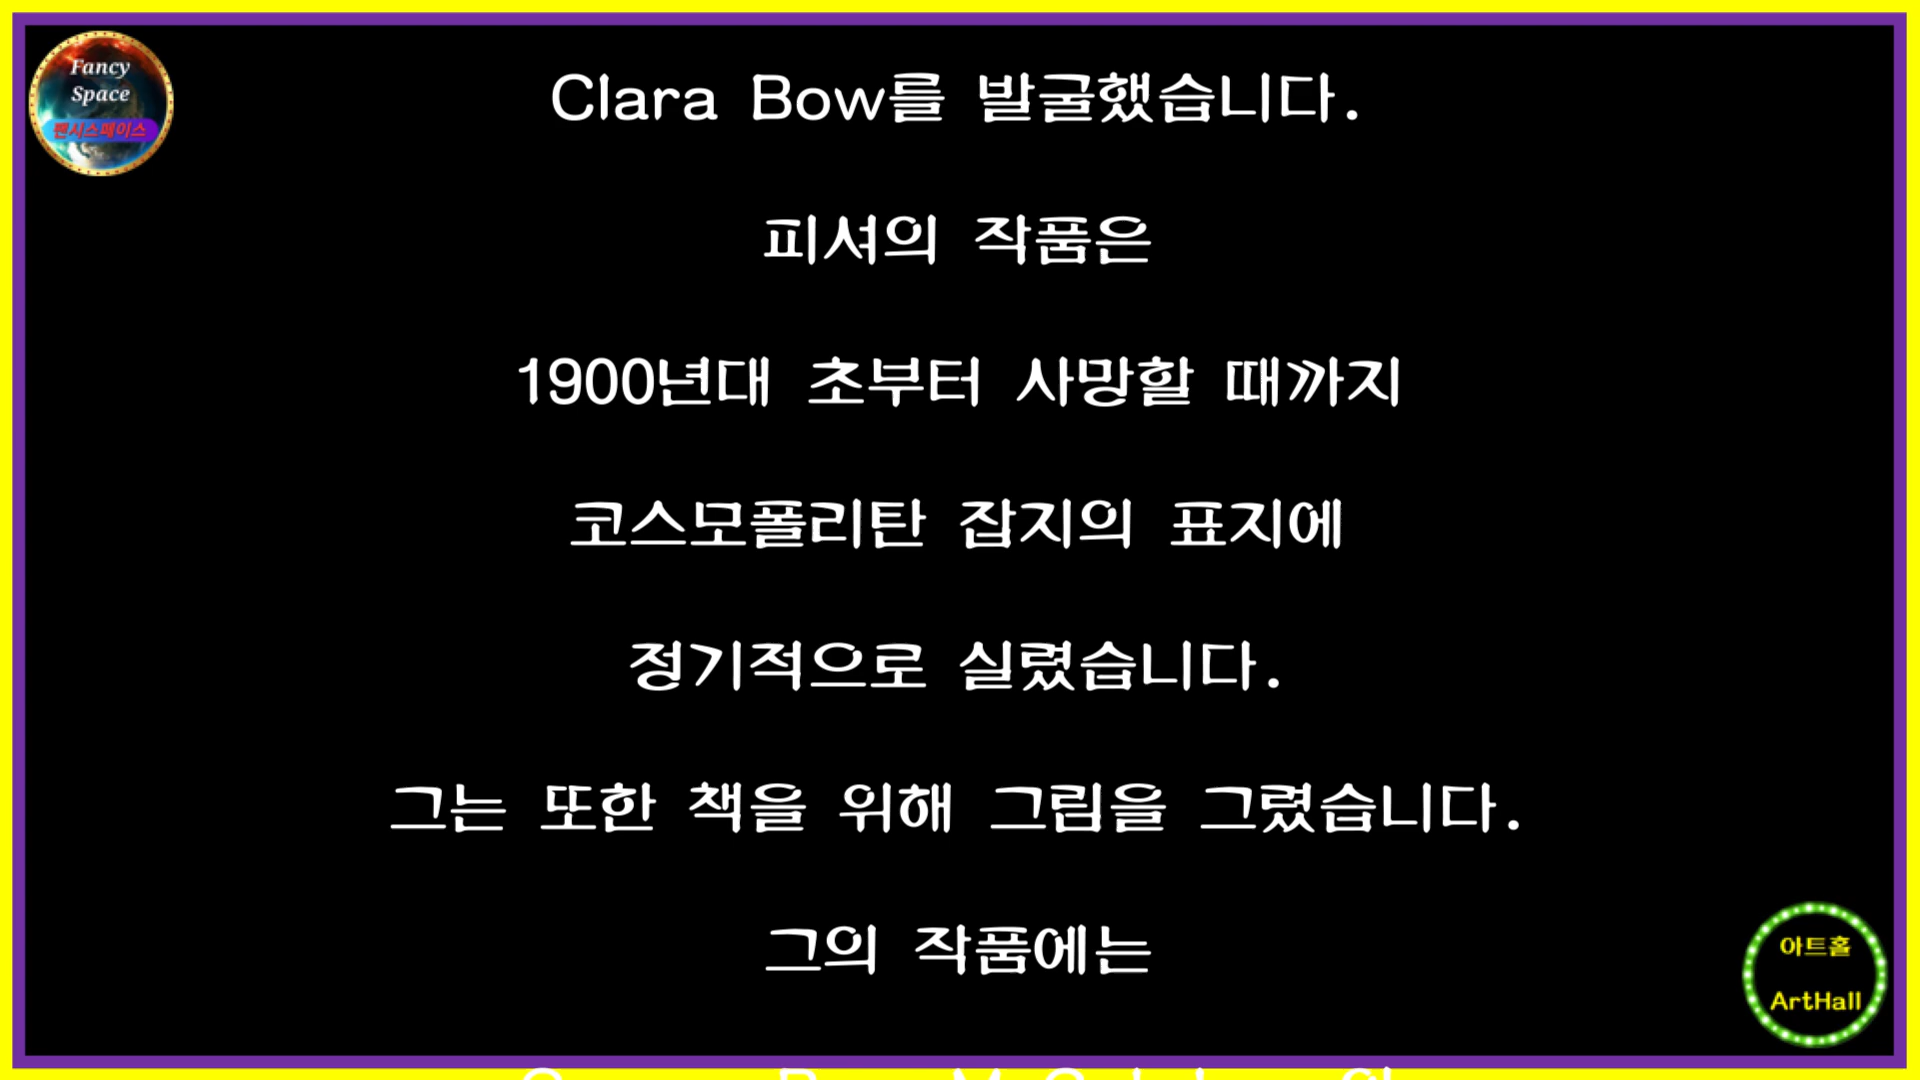 Fancy
Space
팬시스페이스
Clara Bow를 발굴했습니다.
피셔의 작품은
1900년대 초부터 사망할 때까지
코스모폴리탄 잡지의 표지에
정기적으로 실렸습니다.
그는 또한 책을 위해 그림을 그렸습니다.
그의 작품에는
아트홀
ArtHall